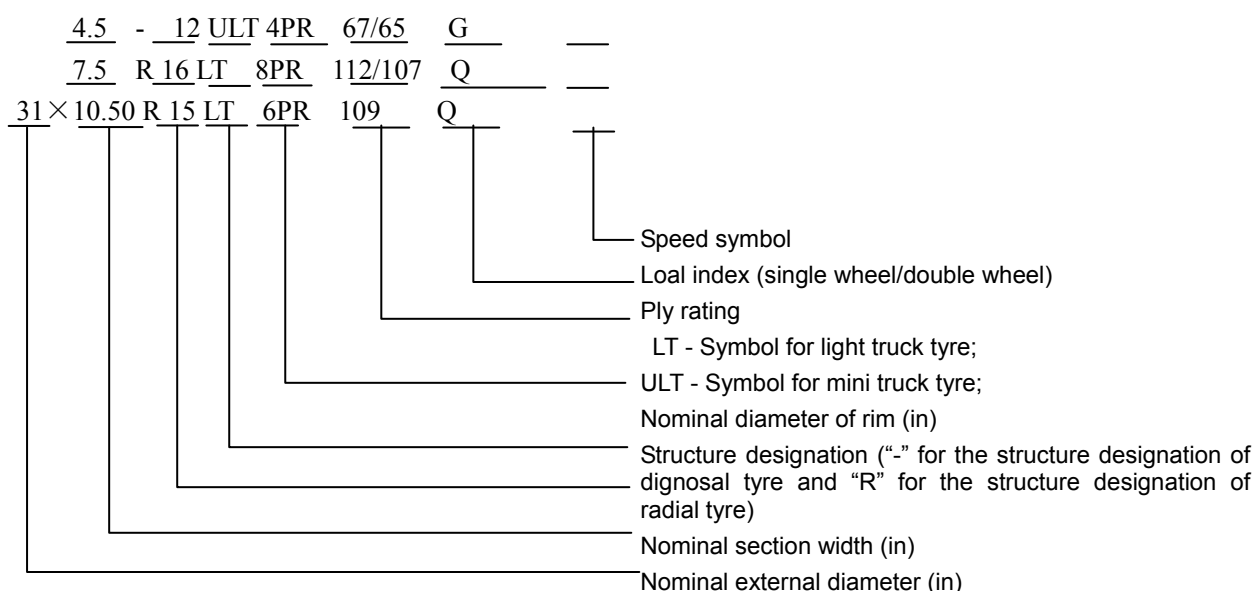 4.5 - 12 ULT 4PR 67/65 G
7.5 R 16 LT 8PR 112/107 Q
31×10.50 R 15 LT 6PR 109 Q
Speed symbol
Loal index (single wheel/double wheel)
Ply rating
LT - Symbol for light truck tyre;
ULT - Symbol for mini truck tyre;
Nominal diameter of rim (in)
Structure designation (“-” for the structure designation of
dignosal tyre and “R” for the structure designation of
radial tyre)
Nominal section width (in)
Nominal external diameter (in)